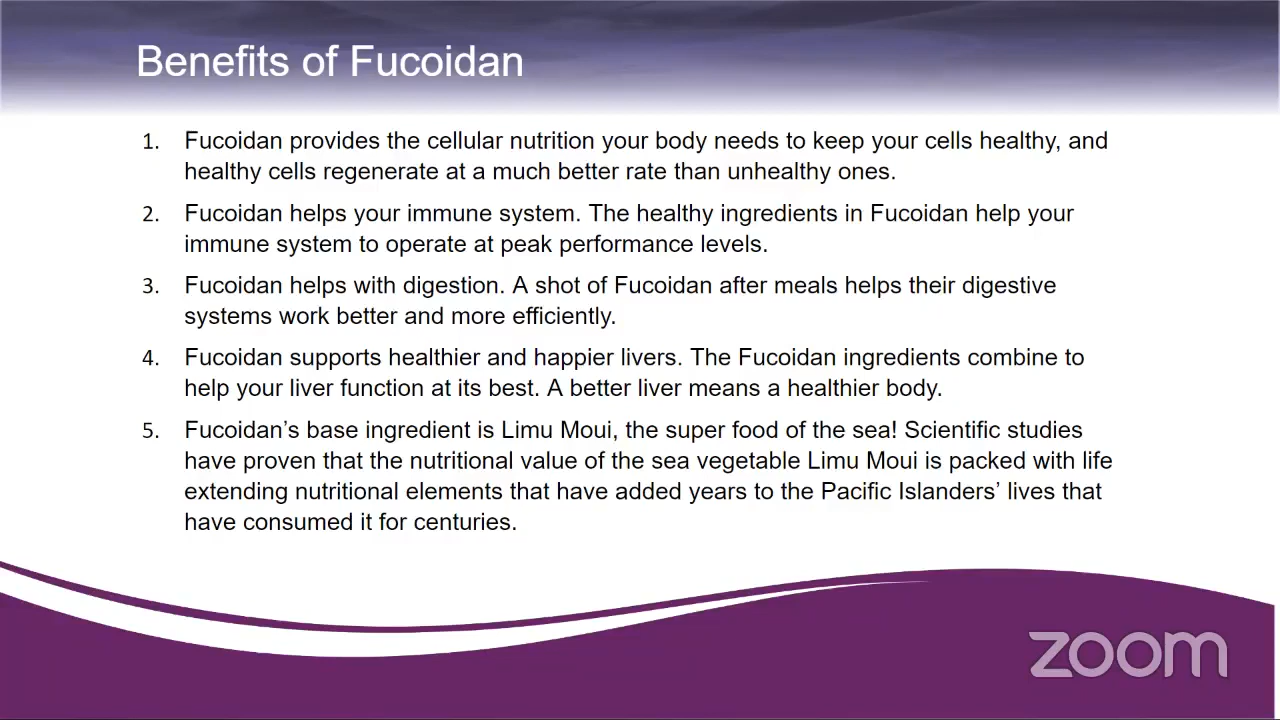 Benefits of Fucoidan
1. Fucoidan provides the cellular nutrition your body needs to keep your cells healthy, and
healthy cells regenerate at a much better rate than unhealthy ones.
2. Fucoidan helps your immune system. The healthy ingredients in Fucoidan help your
immune system to operate at peak performance levels.
3. Fucoidan helps with digestion. A shot of Fucoidan after meals helps their digestive
systems work better and more efficiently.
4. Fucoidan supports healthier and happier livers. The Fucoidan ingredients combine to
help your liver function at its best. A better liver means a healthier body.
5. Fucoidan’s base ingredient is Limu Moui, the super food of the sea! Scientific studies
have proven that the nutritional value of the sea vegetable Limu Moui is packed with life
extending nutritional elements that have added years to the Pacific Islanders’ lives that
have consumed it for centuries.
zoom